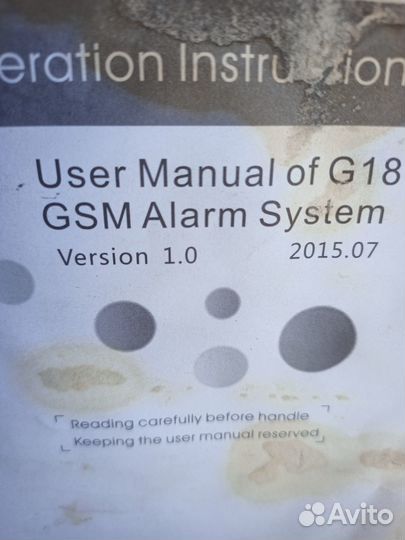 eration Instru tion
User Manual of G18
GSM Alarm System
Version 1.0 2015.07
Reading carefully before handle
Keeping the user manual reserved
Avito